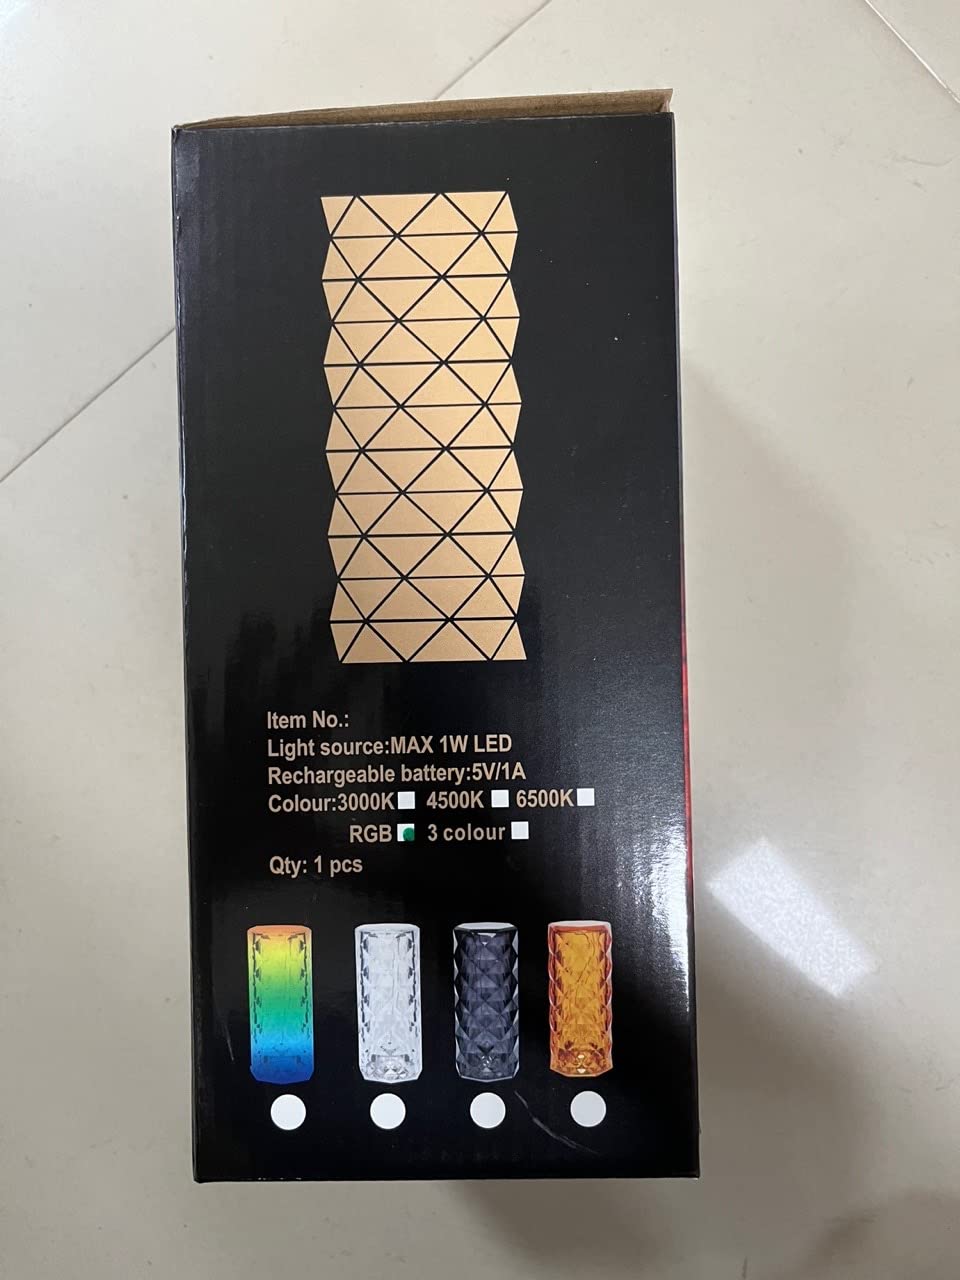 Item No.:
Light source:MAX 1W LED
Rechargeable battery:5V/1A
Colour:3000K 4500K 6500K
RGB 3 colour
Qty: 1 pcs